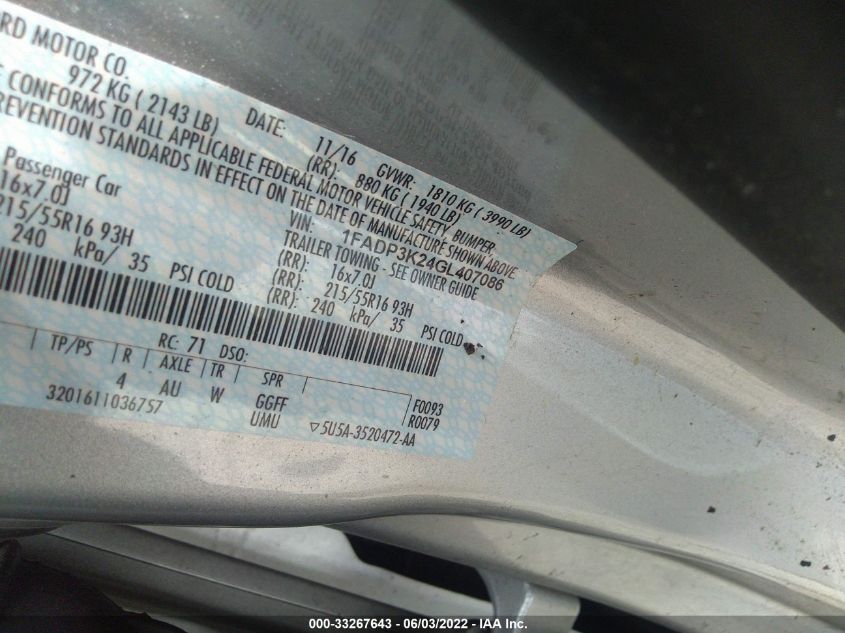 RD MOTOR CO.
DATE: 11/16 GVWR: 1810 KG ( 3990 LB)
972 KG ( 2143 LB) (RR): 880 KG ( 1940 LB)
CONFORMS TO ALL APPLICABLE FEDERAL MOTOR VEHICLE SAFETY, BUMPER,
REVENTION STANDARDS IN EFFECT ON THE DATE OF MANUFACTURE SHOWN ABOVE.
VIN: 1FADP3K24GL407086
Passenger Car TRAILER TOWING - SEE OWNER GUIDE
16x7.0J (RR): 16x7.0J
215/55R16 93H (RR): 215/55R16 93H
240 kPa/ 35 PSI COLD (RR): 240 kPa/ 35 PSI COLD
RC: 71 DSO:
TP/PS R AXLE TR SPR
4 AU W GGFF F0093
3201611036757 UMU R0079
5U5A-3520472-AA
000-33267643 / 06/03/2022 - IAA Inc.